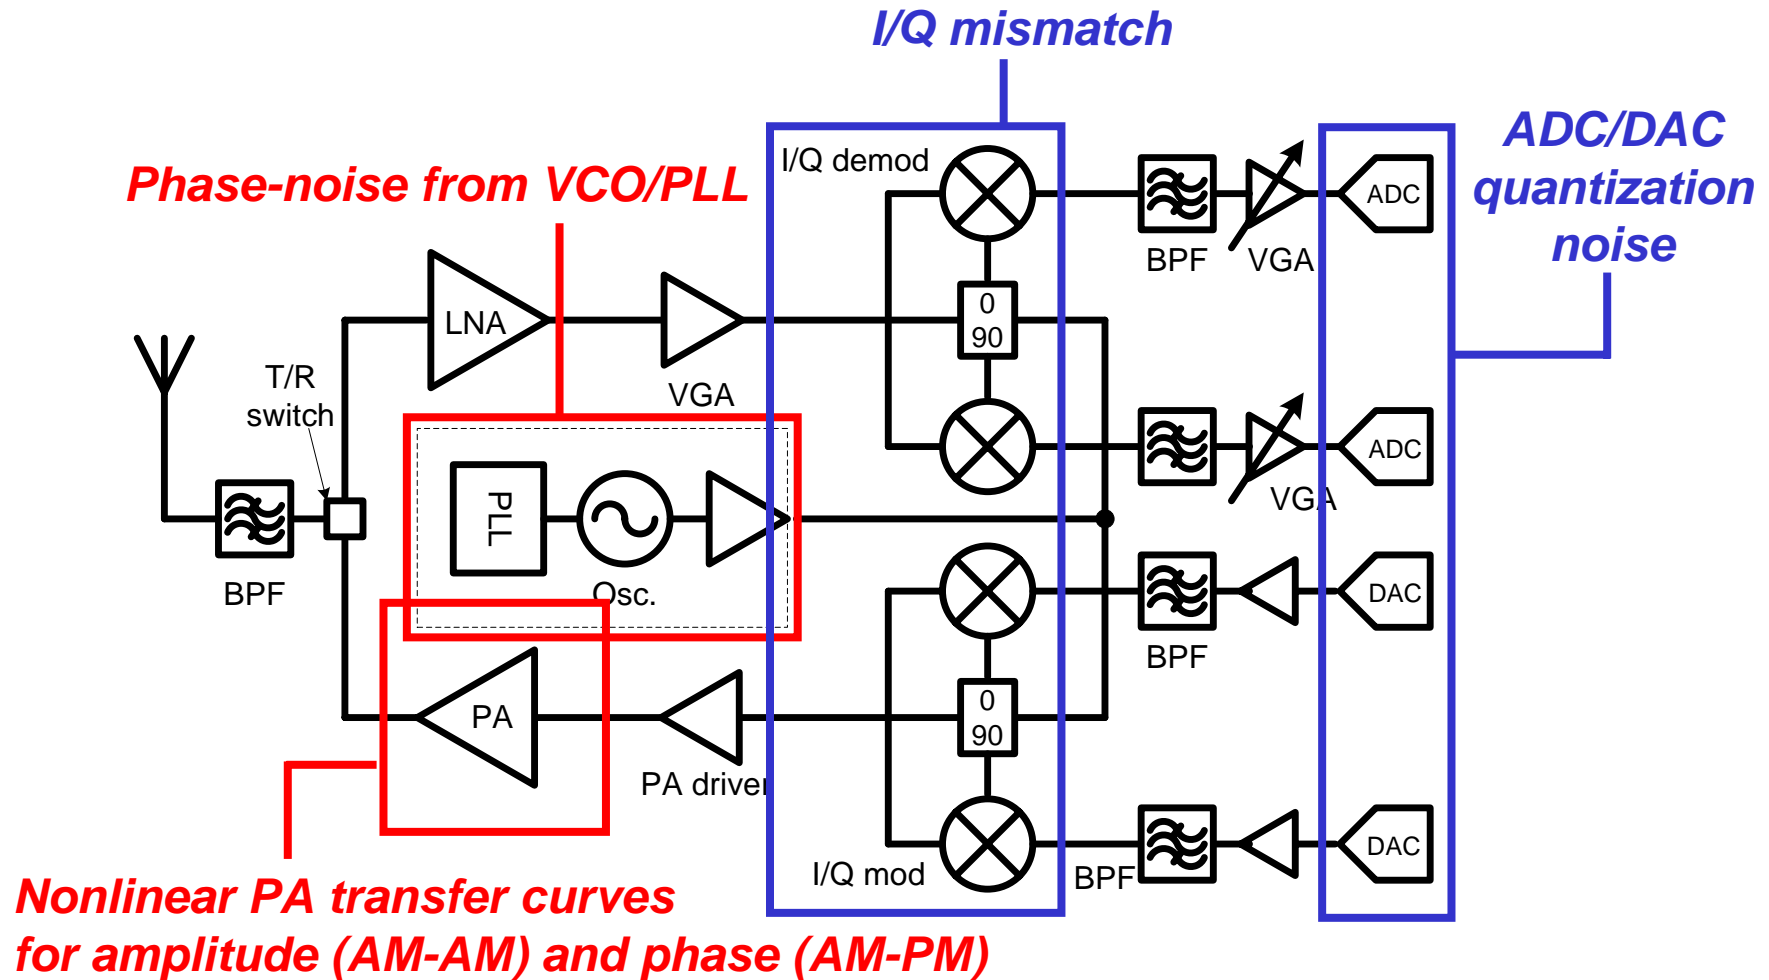 I/Q mismatch
ADC/DAC
quantization
noise
Phase-noise from VCO/PLL
I/Q demod
ADC
BPF
VGA
LNA
0
90
VGA
T/R
switch
ADC
VGA
PLL
Osc.
BPF
DAC
BPF
PA
0
90
PA driver
I/Q mod
BPF
DAC
Nonlinear PA transfer curves
for amplitude (AM-AM) and phase (AM-PM)